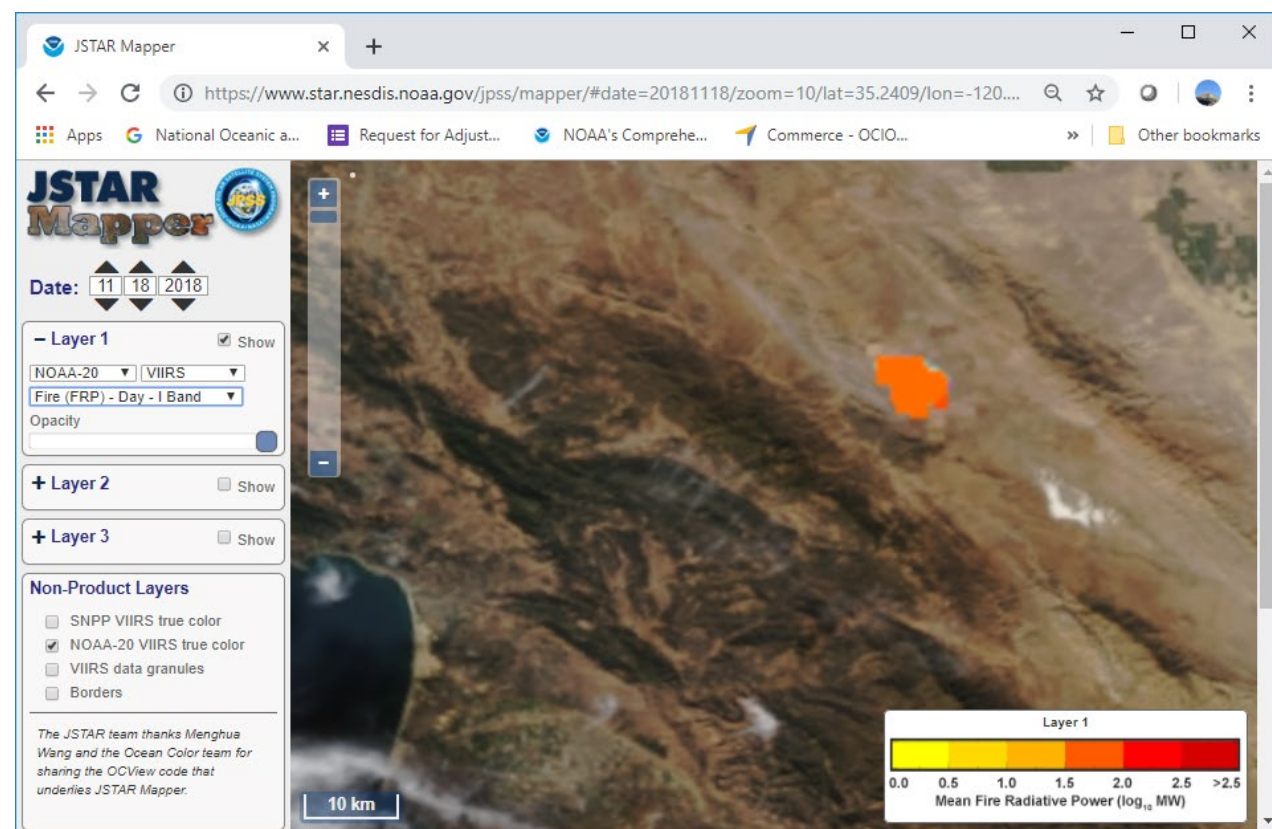 JSTAR Mapper
https://www.star.nesdis.noaa.gov/jpss/mapper/#date=20181118/zoom=10/lat=35.2409/lon=-120....
Apps National Oceanic a... Request for Adjust... NOAA's Comprehe... Commerce - OCIO... » Other bookmarks
JSTAR
Mapper
JPSS
Date: 11 18 2018
– Layer 1 Show
NOAA-20 VIIRS
Fire (FRP) - Day - I Band
Opacity
+ Layer 2 Show
+ Layer 3 Show
Non-Product Layers
SNPP VIIRS true color
NOAA-20 VIIRS true color
VIIRS data granules
Borders
The JSTAR team thanks Menghua
Wang and the Ocean Color team for
sharing the OCView code that
underlies JSTAR Mapper.
+
–
10 km
Layer 1
0.0 0.5 1.0 1.5 2.0 2.5 >2.5
Mean Fire Radiative Power (log₁₀ MW)